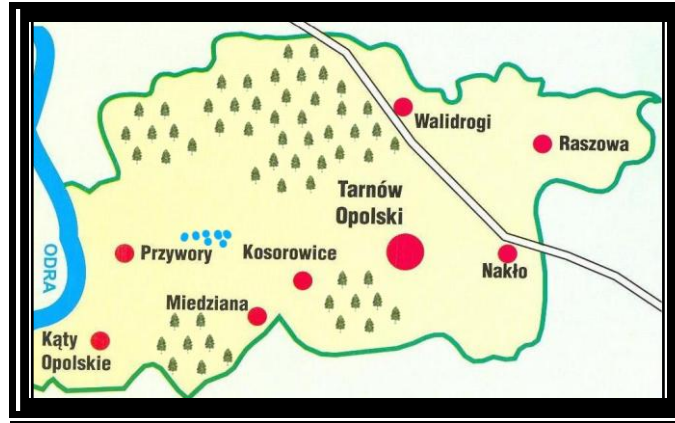 Walidrogi
Raszowa
Tarnów
Opolski
ODRA
Przywory
Kosorowice
Nakło
Miedziana
Kąty
Opolskie